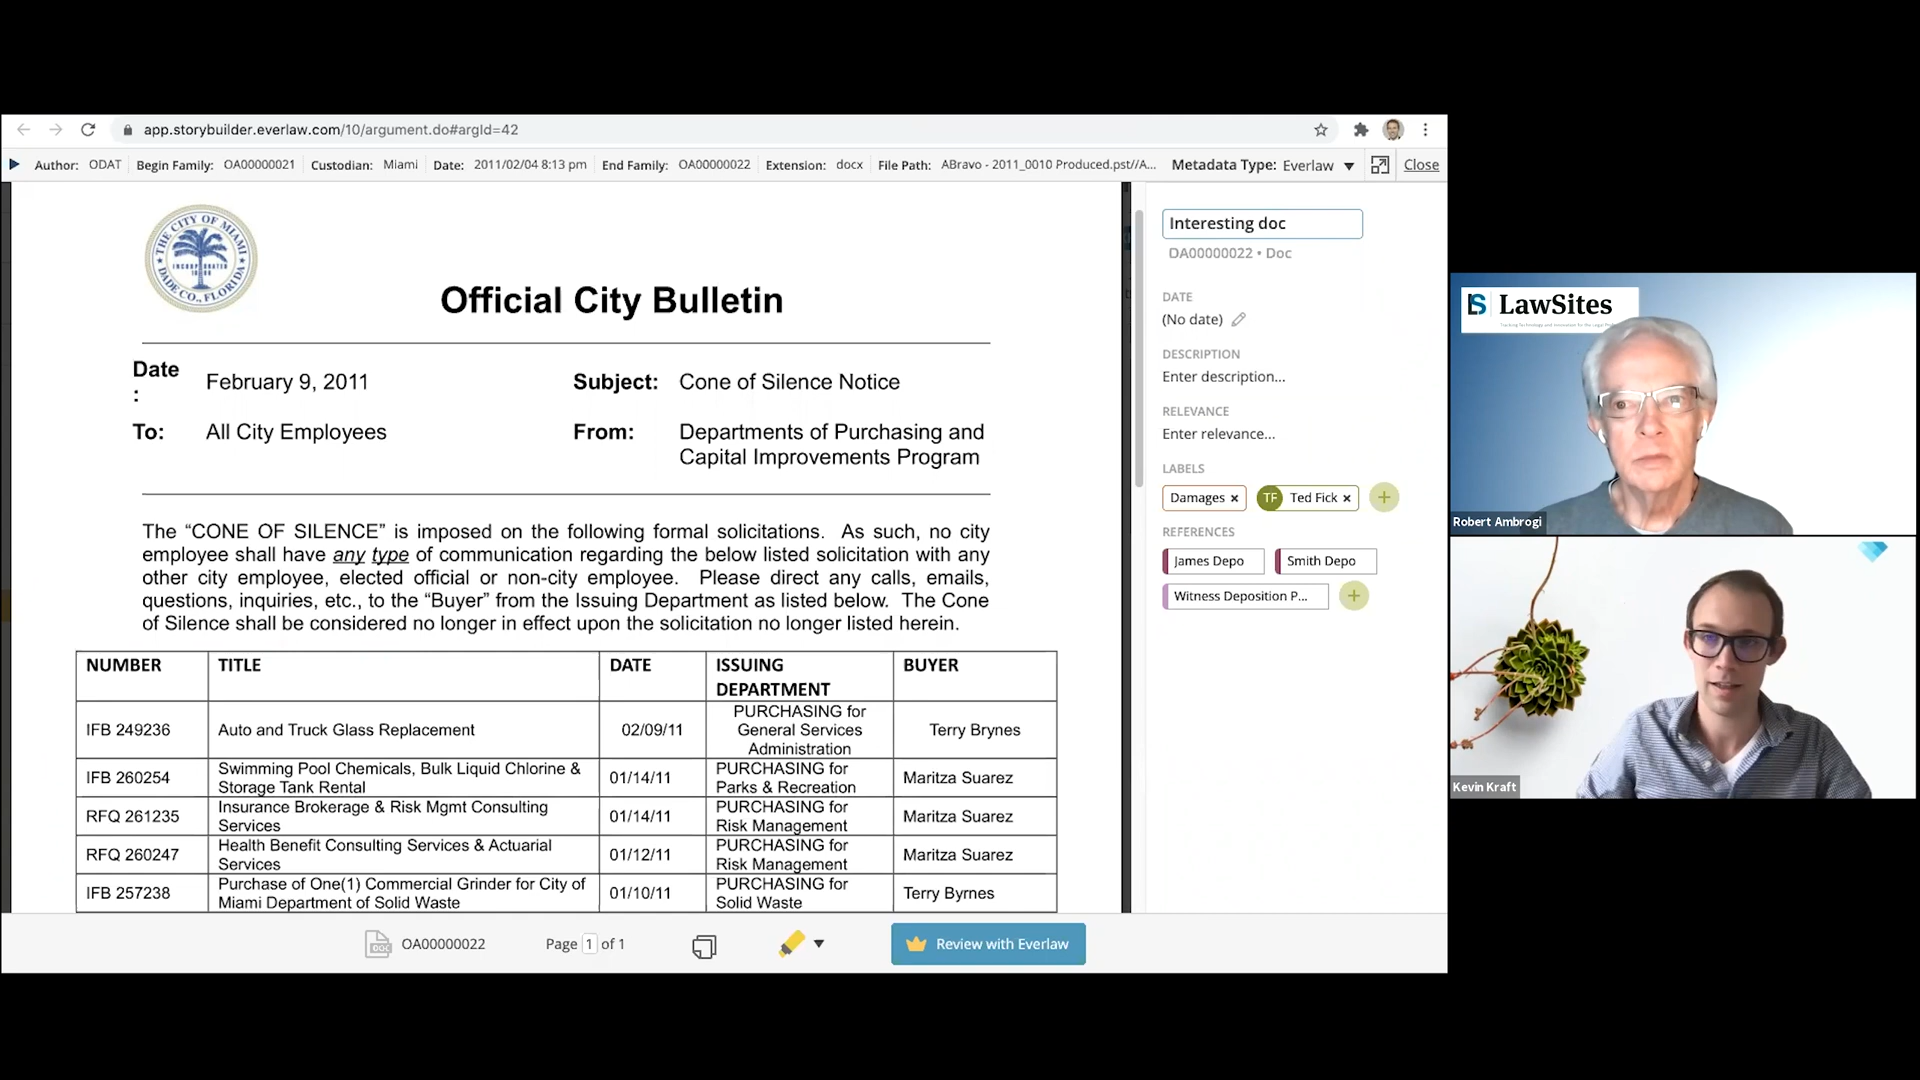 app.storybuilder.everlaw.com/10/argument.do#argId=42
Author: ODAT Begin Family: OA00000021 Custodian: Miami Date: 2011/02/04 8:13 pm End Family: OA00000022 Extension: docx File Path: ABravo - 2011_0010 Produced.pst//A... Metadata Type: Everlaw Close
THE CITY OF MIAMI
INCORPORATED
DADE CO., FLORIDA
Official City Bulletin
Date
:
February 9, 2011
Subject: Cone of Silence Notice
To: All City Employees
From: Departments of Purchasing and
Capital Improvements Program
The “CONE OF SILENCE” is imposed on the following formal solicitations. As such, no city
employee shall have any type of communication regarding the below listed solicitation with any
other city employee, elected official or non-city employee. Please direct any calls, emails,
questions, inquiries, etc., to the “Buyer” from the Issuing Department as listed below. The Cone
of Silence shall be considered no longer in effect upon the solicitation no longer listed herein.
NUMBER TITLE DATE ISSUING
DEPARTMENT BUYER
IFB 249236 Auto and Truck Glass Replacement 02/09/11 PURCHASING for
General Services
Administration Terry Brynes
IFB 260254 Swimming Pool Chemicals, Bulk Liquid Chlorine &
Storage Tank Rental 01/14/11 PURCHASING for
Parks & Recreation Maritza Suarez
RFQ 261235 Insurance Brokerage & Risk Mgmt Consulting
Services 01/14/11 PURCHASING for
Risk Management Maritza Suarez
RFQ 260247 Health Benefit Consulting Services & Actuarial
Services 01/12/11 PURCHASING for
Risk Management Maritza Suarez
IFB 257238 Purchase of One(1) Commercial Grinder for City of
Miami Department of Solid Waste 01/10/11 PURCHASING for
Solid Waste Terry Byrnes
DOC OA00000022 Page 1 of 1 Review with Everlaw
Interesting doc
OA00000022 • Doc
DATE
(No date)
DESCRIPTION
Enter description...
RELEVANCE
Enter relevance...
LABELS
Damages × TF Ted Fick × +
REFERENCES
James Depo Smith Depo
Witness Deposition P... +
LS LawSites
Robert Ambrogi
Kevin Kraft